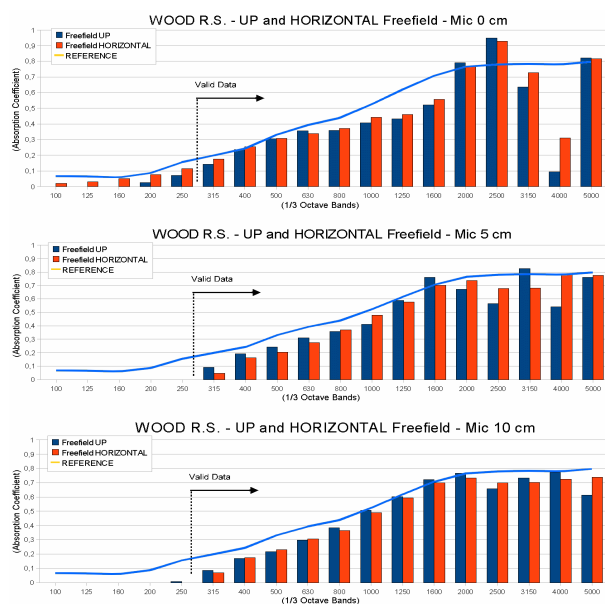 WOOD R.S. - UP and HORIZONTAL Freefield - Mic 0 cm
Freefield UP
Freefield HORIZONTAL
REFERENCE
Valid Data
(Absorption Coefficient)
1
0,9
0,8
0,7
0,6
0,5
0,4
0,3
0,2
0,1
0
100 125 160 200 250 315 400 500 630 800 1000 1250 1600 2000 2500 3150 4000 5000
(1/3 Octave Bands)
WOOD R.S. - UP and HORIZONTAL Freefield - Mic 5 cm
Freefield UP
Freefield HORIZONTAL
REFERENCE
Valid Data
(Absorption Coefficient)
1
0,9
0,8
0,7
0,6
0,5
0,4
0,3
0,2
0,1
0
100 125 160 200 250 315 400 500 630 800 1000 1250 1600 2000 2500 3150 4000 5000
(1/3 Octave Bands)
WOOD R.S. - UP and HORIZONTAL Freefield - Mic 10 cm
Freefield UP
Freefield HORIZONTAL
REFERENCE
Valid Data
(Absorption Coefficient)
1
0,9
0,8
0,7
0,6
0,5
0,4
0,3
0,2
0,1
0
100 125 160 200 250 315 400 500 630 800 1000 1250 1600 2000 2500 3150 4000 5000
(1/3 Octave Bands)